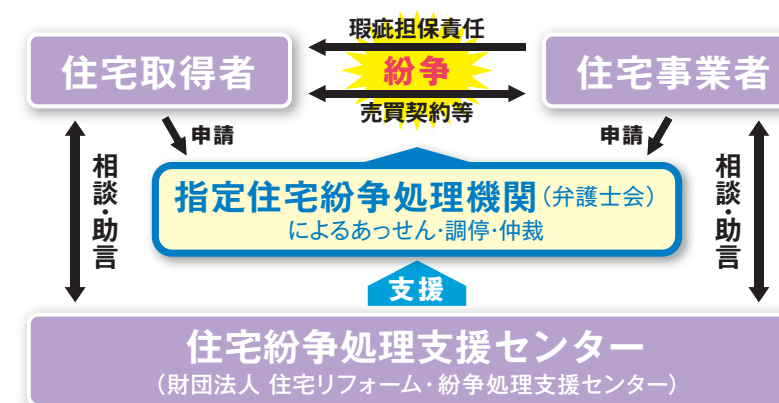 瑕疵担保責任
住宅取得者
紛争
住宅事業者
売買契約等
申請
申請
相談・助言
指定住宅紛争処理機関(弁護士会)
によるあっせん・調停・仲裁
相談・助言
支援
住宅紛争処理支援センター
(財団法人 住宅リフォーム・紛争処理支援センター)